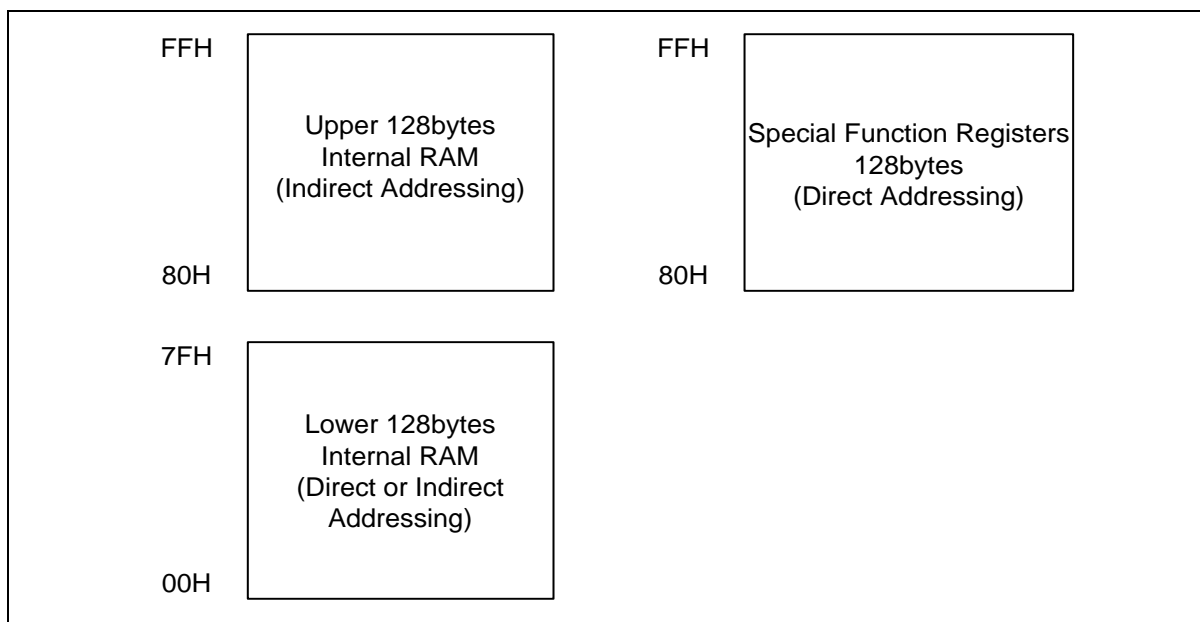 FFH
Upper 128bytes
Internal RAM
(Indirect Addressing)
80H
FFH
Special Function Registers
128bytes
(Direct Addressing)
80H
7FH
Lower 128bytes
Internal RAM
(Direct or Indirect
Addressing)
00H